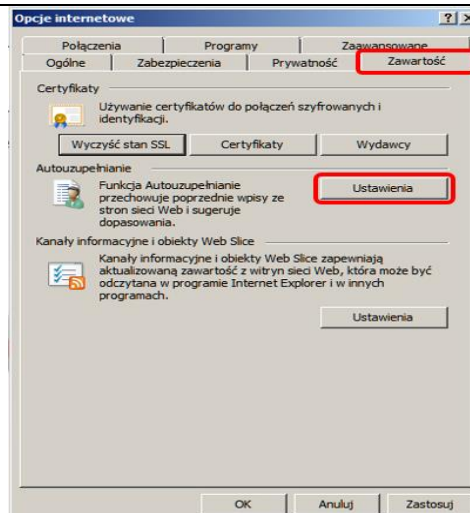 Opcje internetowe
Połączenia Programy Zaawansowane
Ogólne Zabezpieczenia Prywatność Zawartość
Certyfikaty
Używanie certyfikatów do połączeń szyfrowanych i
identyfikacji.
Wyczyść stan SSL Certyfikaty Wydawcy
Autouzupełnianie
Funkcja Autouzupełnianie
przechowuje poprzednie wpisy ze
stron sieci Web i sugeruje
dopasowania.
Ustawienia
Kanały informacyjne i obiekty Web Slice
Kanały informacyjne i obiekty Web Slice zapewniają
aktualizowaną zawartość z witryn sieci Web, która może być
odczytana w programie Internet Explorer i w innych
programach.
Ustawienia
OK Anuluj Zastosuj